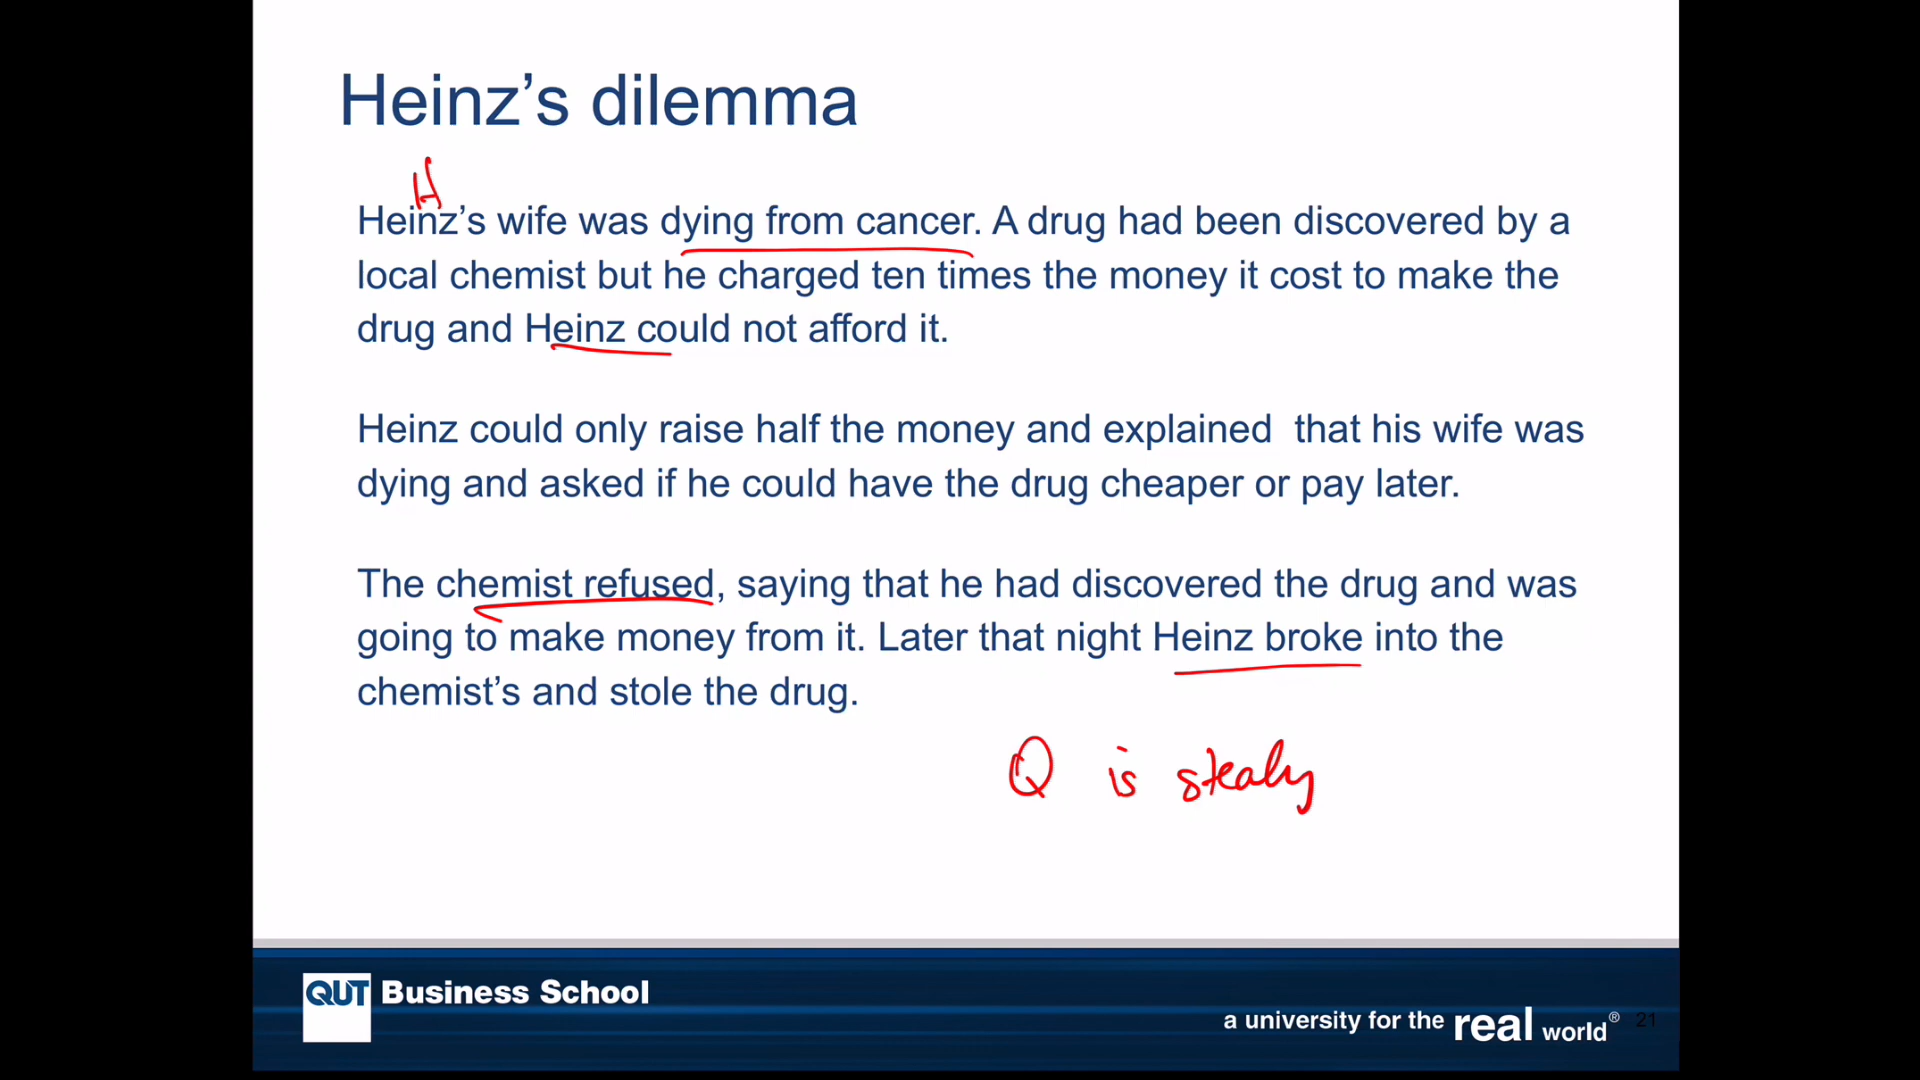 Heinz’s dilemma
H
Heinz’s wife was dying from cancer. A drug had been discovered by a
local chemist but he charged ten times the money it cost to make the
drug and Heinz could not afford it.
Heinz could only raise half the money and explained  that his wife was
dying and asked if he could have the drug cheaper or pay later.
The chemist refused, saying that he had discovered the drug and was
going to make money from it. Later that night Heinz broke into the
chemist’s and stole the drug.
Q is
QUT Business School
a university for the real world® 21